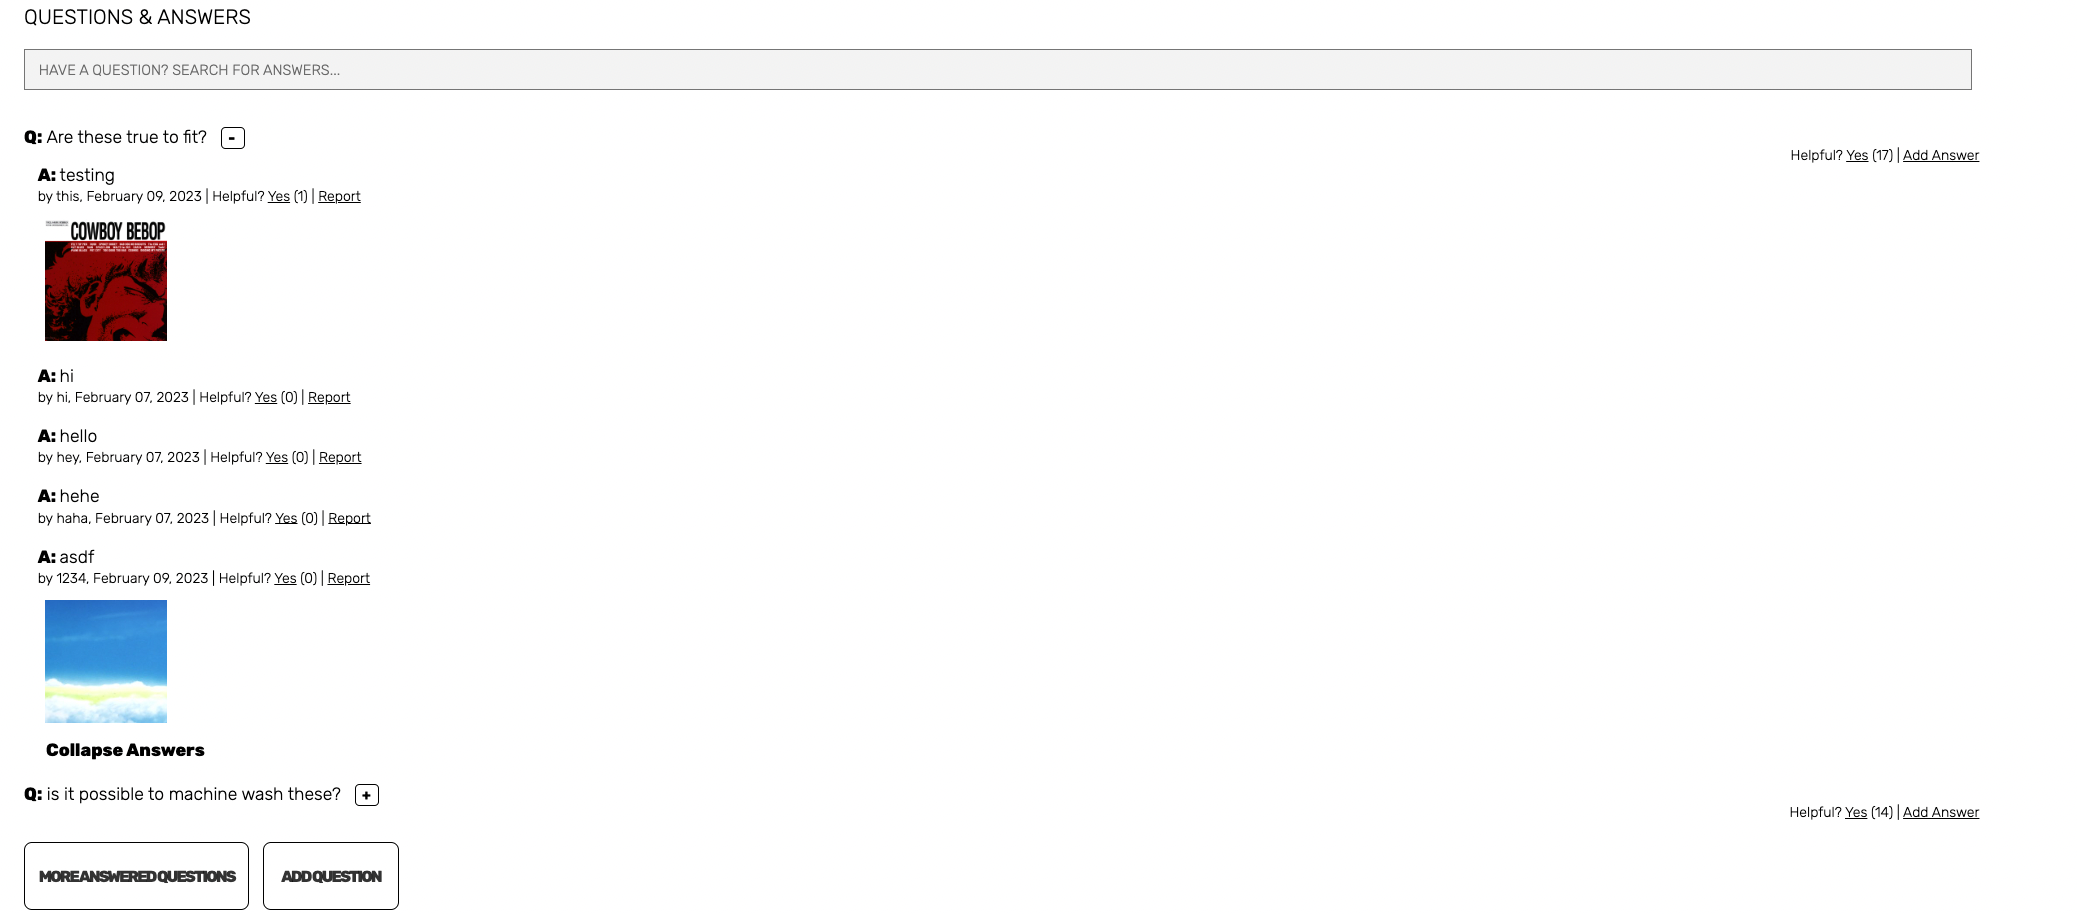 QUESTIONS & ANSWERS
HAVE A QUESTION? SEARCH FOR ANSWERS...
Q: Are these true to fit? -
Helpful? Yes (17) | Add Answer
A: testing
by this, February 09, 2023 | Helpful? Yes (1) | Report
COWBOY BEBOP
A: hi
by hi, February 07, 2023 | Helpful? Yes (0) | Report
A: hello
by hey, February 07, 2023 | Helpful? Yes (0) | Report
A: hehe
by haha, February 07, 2023 | Helpful? Yes (0) | Report
A: asdf
by 1234, February 09, 2023 | Helpful? Yes (0) | Report
Collapse Answers
Q: is it possible to machine wash these? +
Helpful? Yes (14) | Add Answer
MORE ANSWERED QUESTIONS
ADD QUESTION